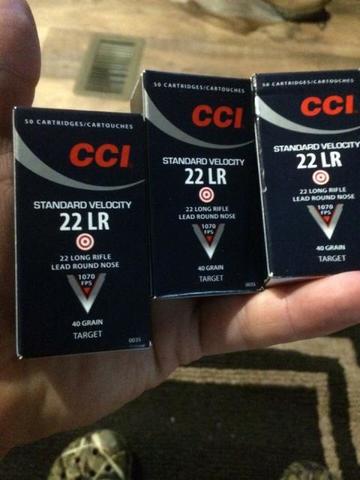 50 CARTRIDGES/CARTOUCHES
CCI
STANDARD VELOCITY
22 LR
22 LONG RIFLE
LEAD ROUND NOSE
1070
FPS
40 GRAIN
TARGET
0035
50 CARTRIDGES/CARTOUCHES
CCI
STANDARD VELOCITY
22 LR
22 LONG RIFLE
LEAD ROUND NOSE
1070
FPS
40 GRAIN
TARGET
0035
50 CARTRIDGES/CARTOUCHES
CCI
STANDARD VELOCITY
22 LR
22 LONG RIFLE
LEAD ROUND NOSE
1070
FPS
40 GRAIN
TARGET